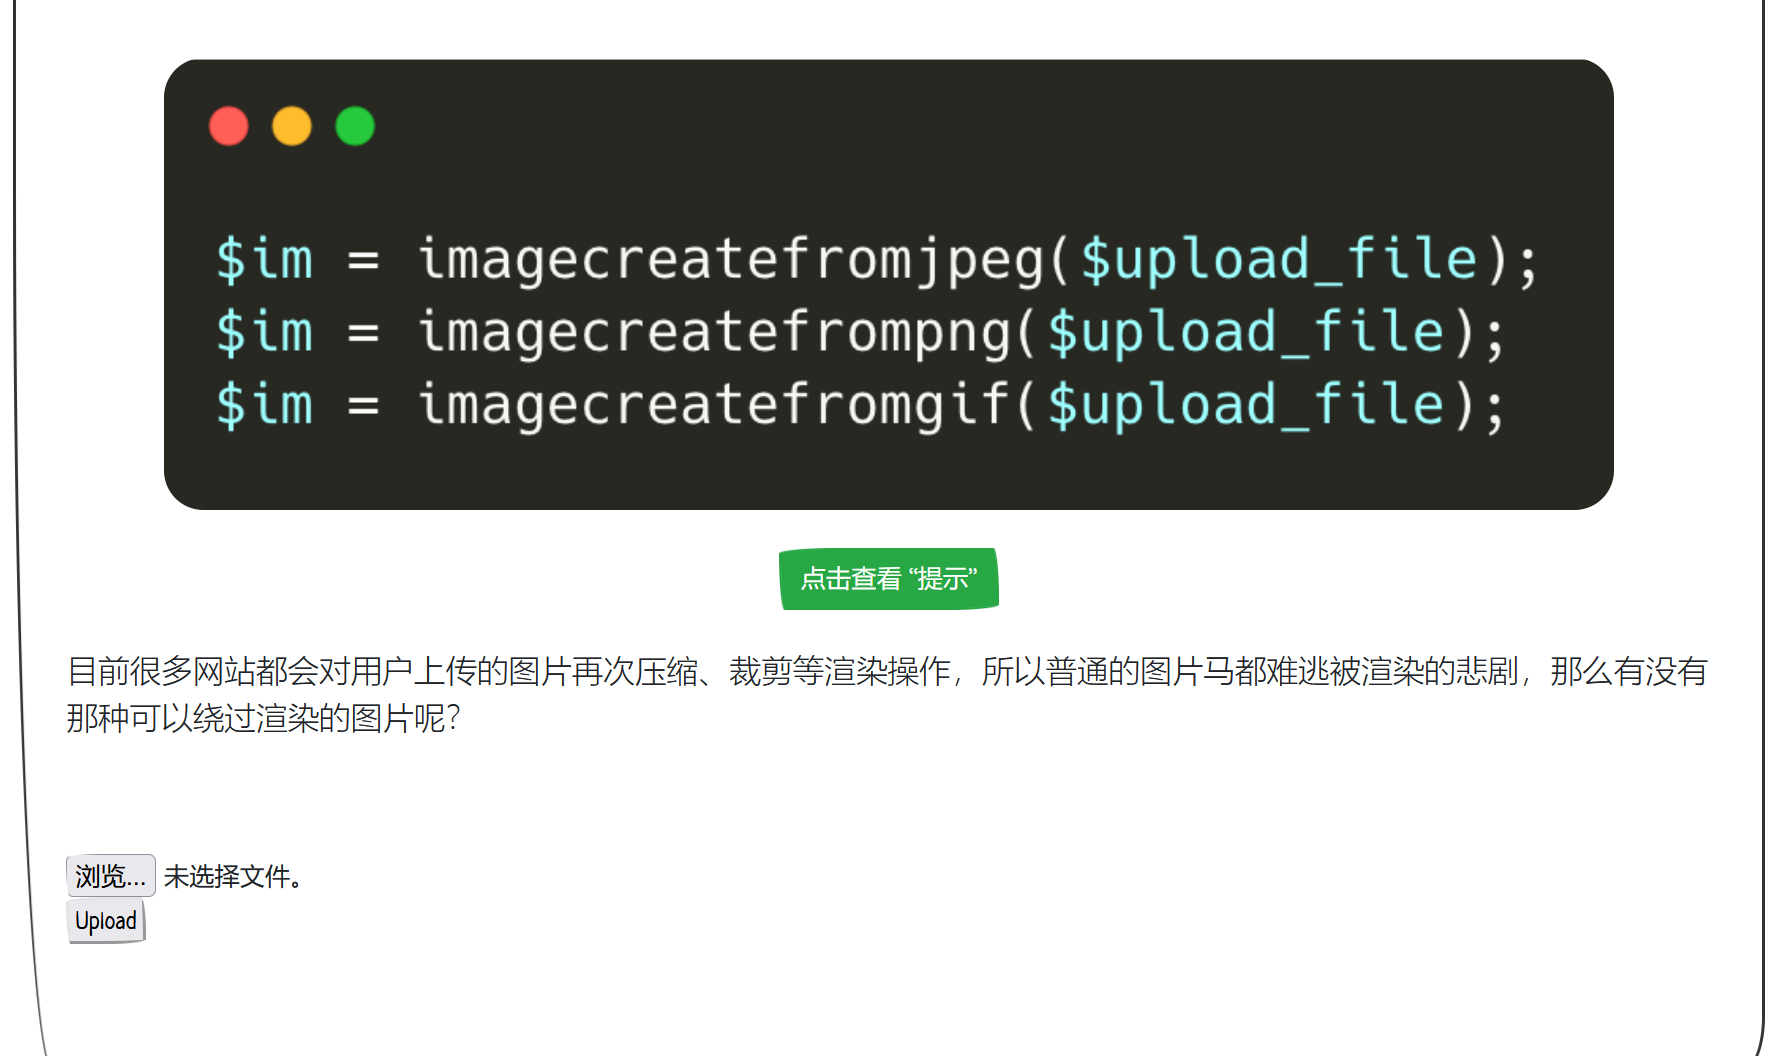 $im = imagecreatefromjpeg($upload_file);
$im = imagecreatefrompng($upload_file);
$im = imagecreatefromgif($upload_file);
点击查看 “提示”
目前很多网站都会对用户上传的图片再次压缩、裁剪等渲染操作，所以普通的图片马都难逃被渲染的悲剧，那么有没有
那种可以绕过渲染的图片呢？
浏览... 未选择文件。
Upload